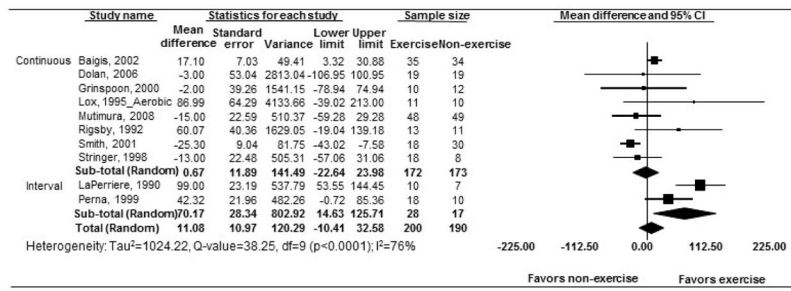 Study name Statistics for each study Sample size Mean difference and 95% CI
Mean difference Standard error Variance Lower limit Upper limit Exercise Non-exercise
Continuous Baigis, 2002 17.10 7.03 49.41 3.32 30.88 35 34
Dolan, 2006 -3.00 53.04 2813.04 -106.95 100.95 19 19
Grinspoon, 2000 -2.00 39.26 1541.15 -78.94 74.94 10 12
Lox, 1995_Aerobic 86.99 64.29 4133.66 -39.02 213.00 11 10
Mutimura, 2008 -15.00 22.59 510.37 -59.28 29.28 48 49
Rigsby, 1992 60.07 40.36 1629.05 -19.04 139.18 13 11
Smith, 2001 -25.30 9.04 81.75 -43.02 -7.58 18 30
Stringer, 1998 -13.00 22.48 505.31 -57.06 31.06 18 8
Sub-total (Random) 0.67 11.89 141.49 -22.64 23.98 172 173
Interval LaPerriere, 1990 99.00 23.19 537.79 53.55 144.45 10 7
Perna, 1999 42.32 21.96 482.26 -0.72 85.36 18 10
Sub-total (Random) 70.17 28.34 802.92 14.63 125.71 28 17
Total (Random) 11.08 10.97 120.29 -10.41 32.58 200 190
Heterogeneity: Tau²=1024.22, Q-value=38.25, df=9 (p<0.0001); I²=76%
-225.00 -112.50 0.00 112.50 225.00
Favors non-exercise Favors exercise